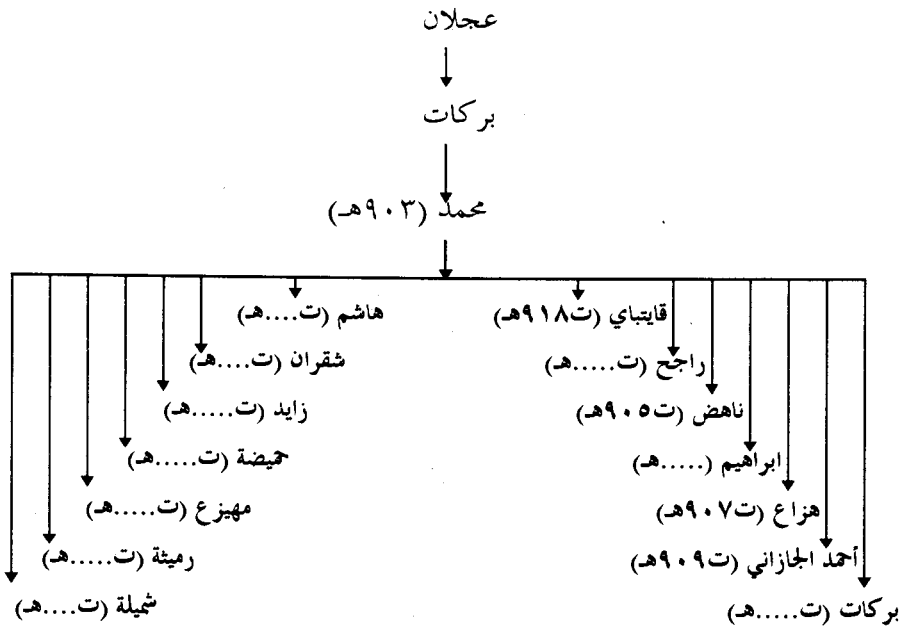 عجلان
بركات
محمد (٩٠٣هـ)
قايتباي (ت٩١٨هـ)
هاشم (ت....هـ)
راجح (ت.....هـ)
شقران (ت....هـ)
ناهض (ت٩٠٥هـ)
زايد (ت.....هـ)
ابراهيم (.....هـ)
حميضة (ت.....هـ)
هزاع (ت٩٠٧هـ)
مهيزع (ت.....هـ)
أحمد الجازاني (ت٩٠٩هـ)
رميثة (ت.....هـ)
بركات (ت.....هـ)
شميلة (ت....هـ)